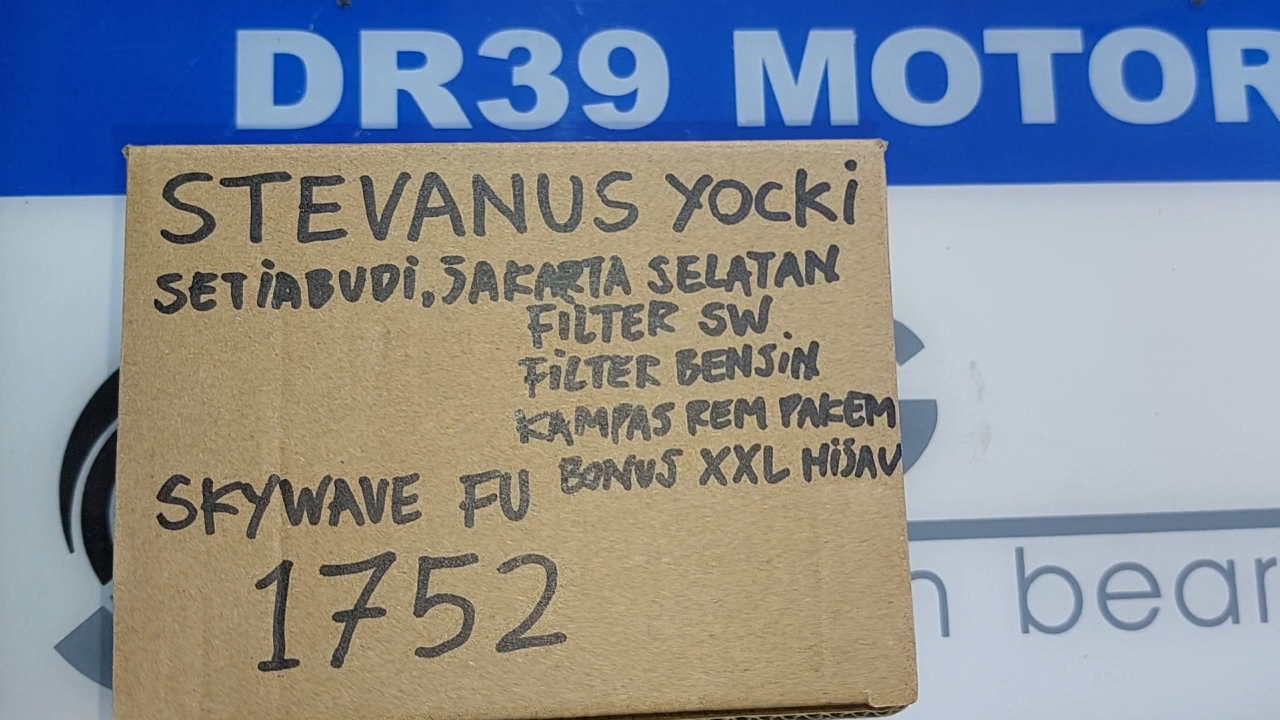 DR39 MOTOR
STEVANUS YOCKI
SETIABUDI, JAKARTA SELATAN
FILTER SW
FILTER BENSIN
KAMPAS REM PAKEM
BONUS XXL HIJAU
SKYWAVE FU
1752
n bear